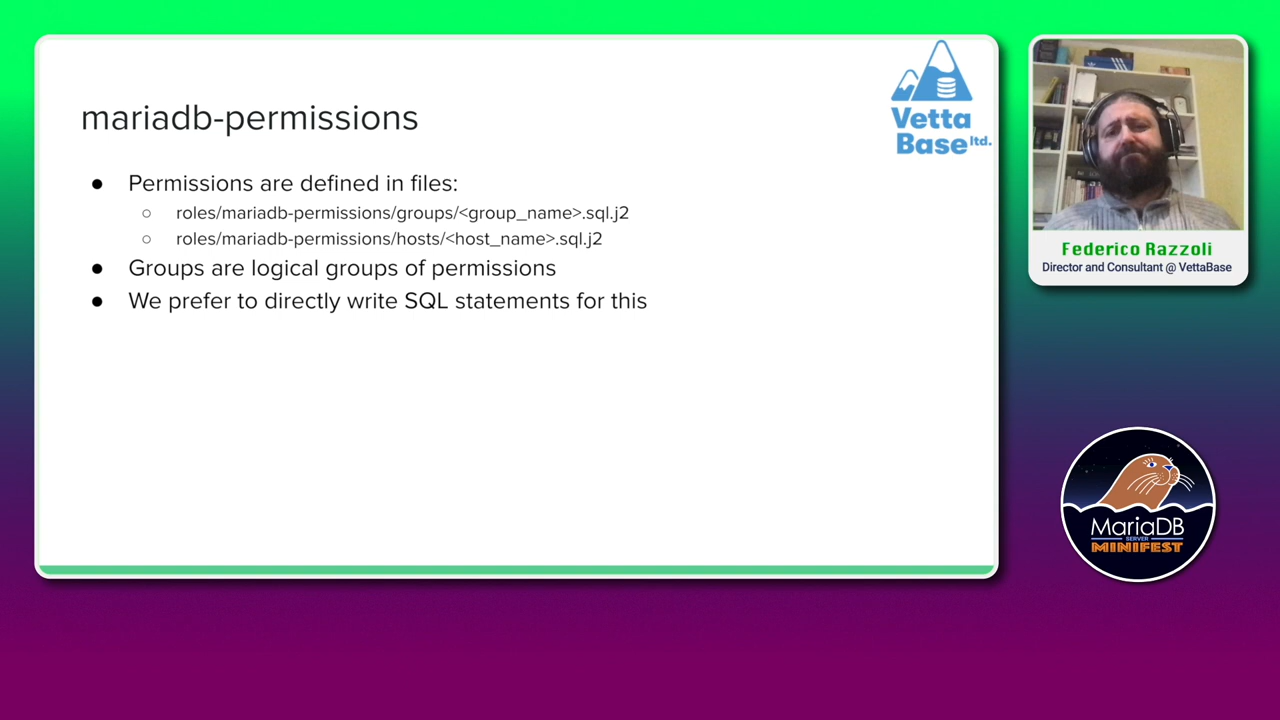 mariadb-permissions
● Permissions are defined in files:
○ roles/mariadb-permissions/groups/<group_name>.sql.j2
○ roles/mariadb-permissions/hosts/<host_name>.sql.j2
● Groups are logical groups of permissions
● We prefer to directly write SQL statements for this
Vetta
Base ltd.
Federico Razzoli
Director and Consultant @ VettaBase
MariaDB
SERVER
MINIFEST